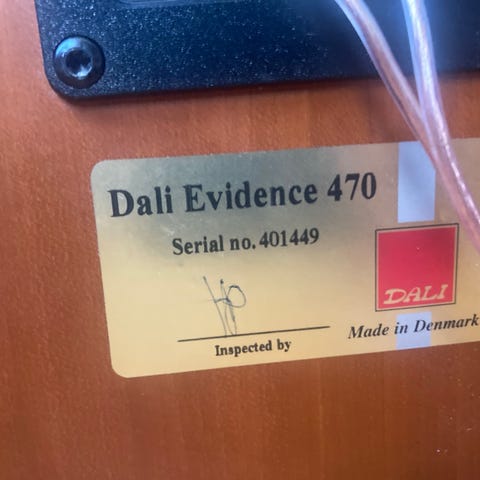 Dali Evidence 470
Serial no. 401449
DALI
Inspected by
Made in Denmark